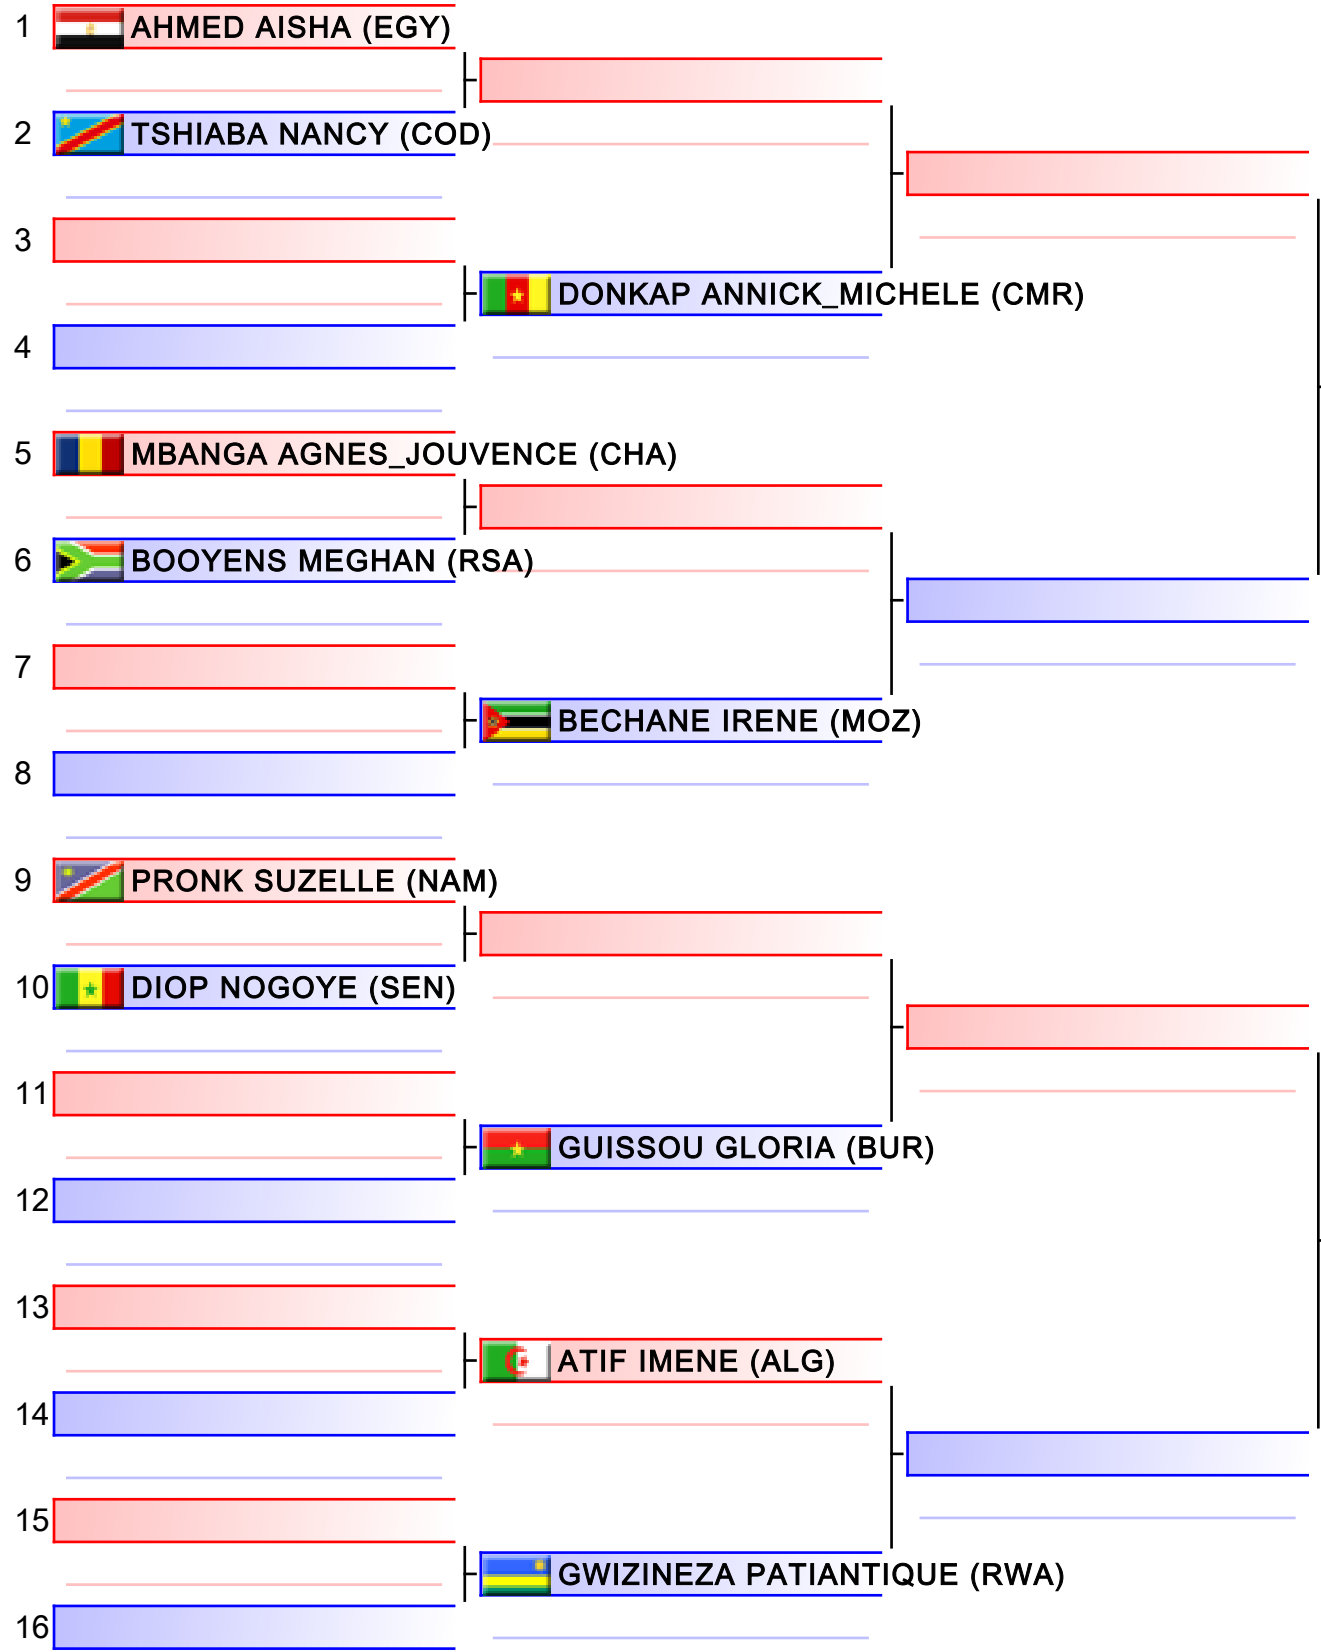 1 AHMED AISHA (EGY)
2 TSHIABA NANCY (COD)
3
DONKAP ANNICK_MICHELE (CMR)
4
5 MBANGA AGNES_JOUVENCE (CHA)
6 BOOYENS MEGHAN (RSA)
7
BECHANE IRENE (MOZ)
8
9 PRONK SUZELLE (NAM)
10 DIOP NOGOYE (SEN)
11
GUISSOU GLORIA (BUR)
12
13
ATIF IMENE (ALG)
14
15
GWIZINEZA PATIANTIQUE (RWA)
16